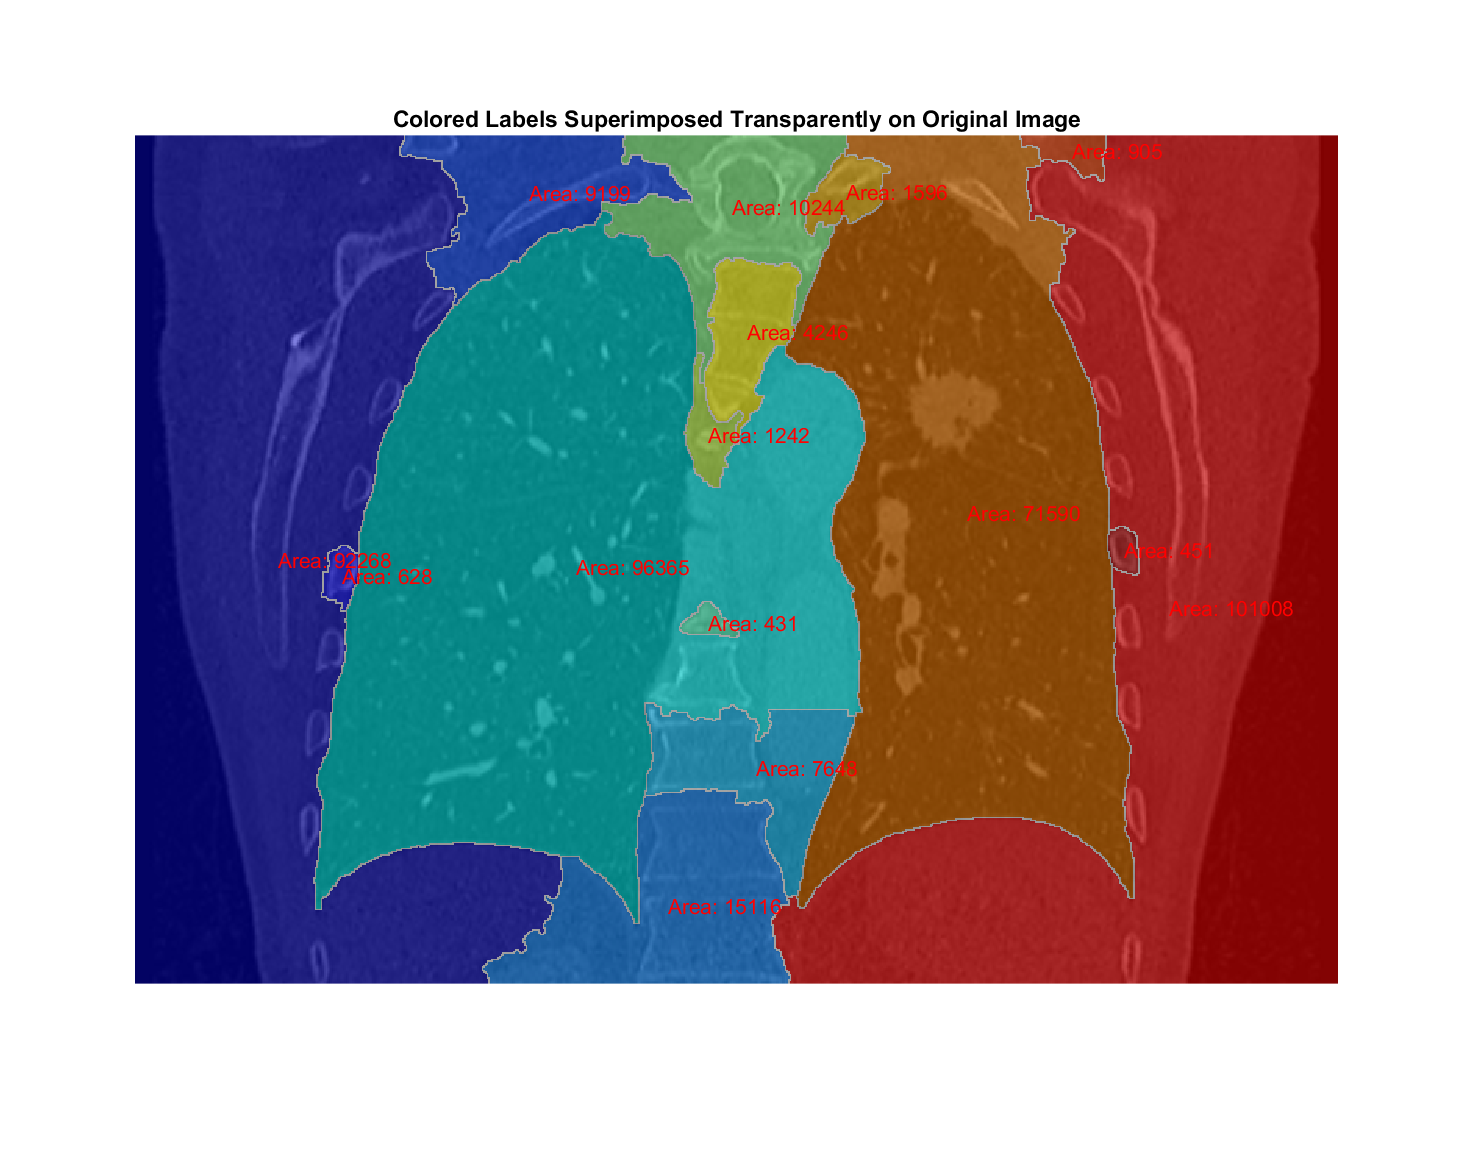 Colored Labels Superimposed Transparently on Original Image
Area: 905
Area: 9199
Area: 1596
Area: 10244
Area: 4246
Area: 1242
Area: 71590
Area: 451
Area: 92268
Area: 96365
Area: 628
Area: 101008
Area: 431
Area: 7648
Area: 15116